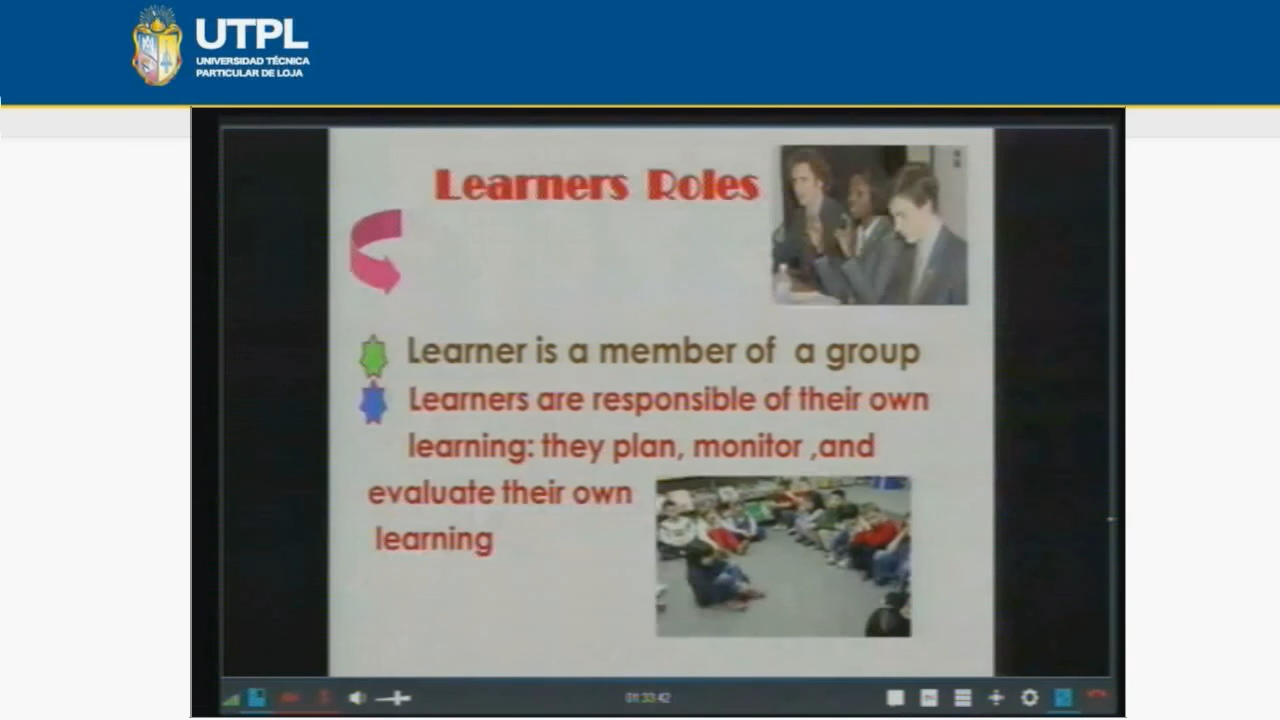 UTPL
UNIVERSIDAD TÉCNICA
PARTICULAR DE LOJA
Learners Roles
Learner is a member of a group
Learners are responsible of their own
learning: they plan, monitor ,and
evaluate their own
learning
01:33:42